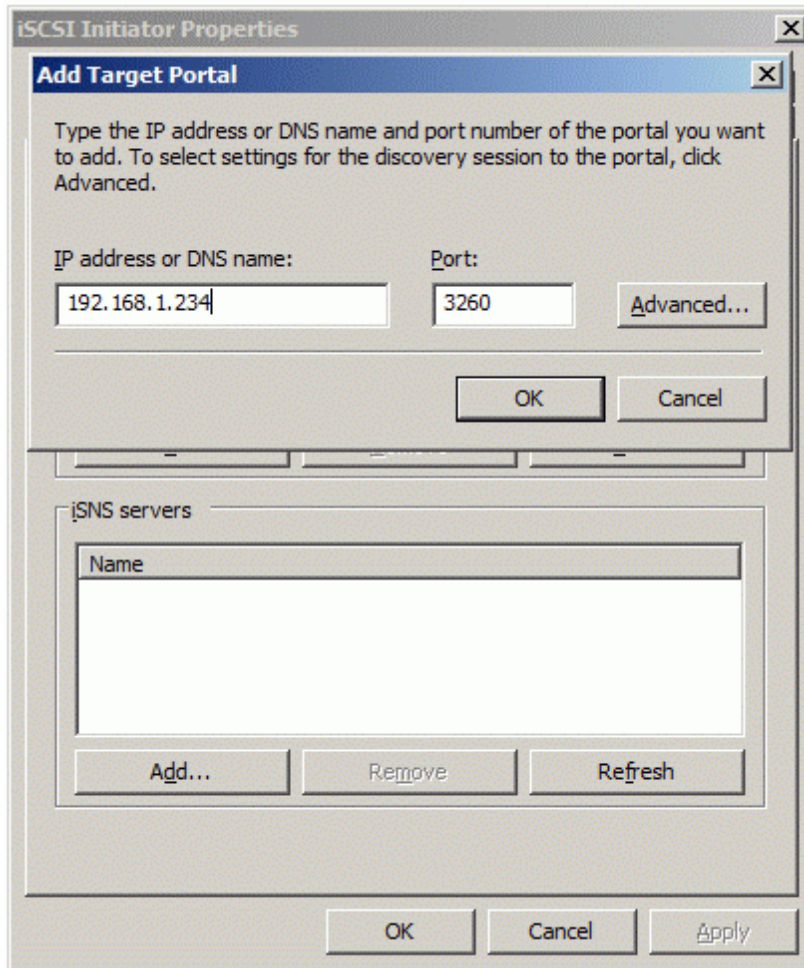 iSCSI Initiator Properties
Add Target Portal
Type the IP address or DNS name and port number of the portal you want
to add. To select settings for the discovery session to the portal, click
Advanced.
IP address or DNS name:
Port:
192.168.1.234
3260
Advanced...
OK
Cancel
iSNS servers
Name
Add...
Remove
Refresh
OK
Cancel
Apply